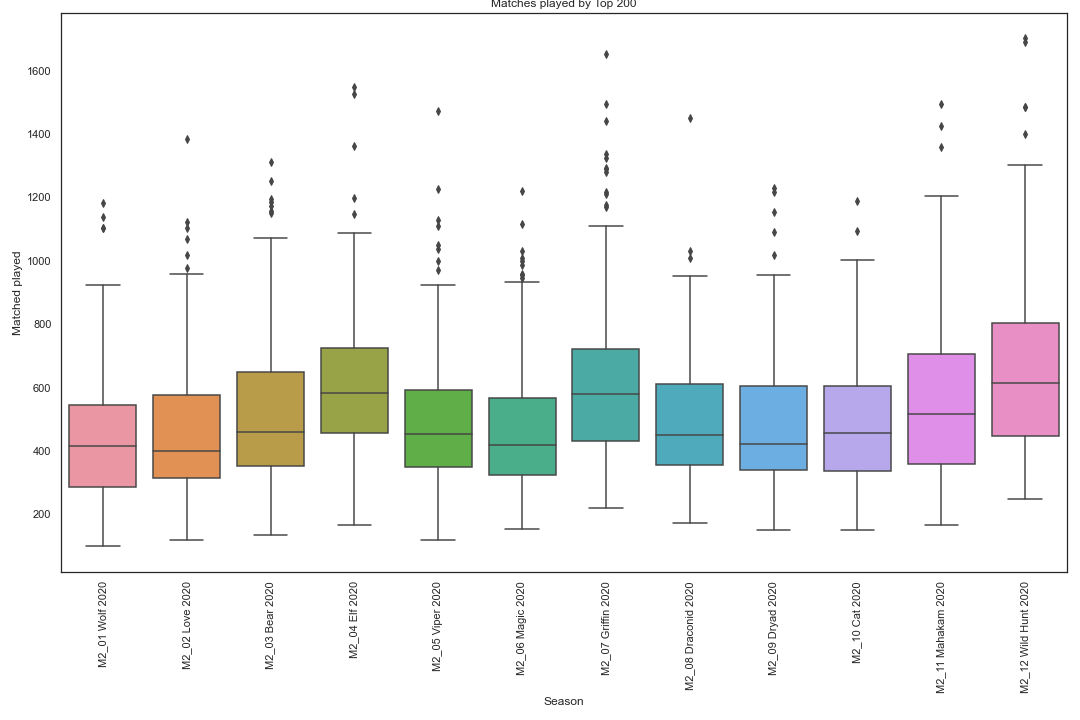 Matches played by Top 200
1600
1400
1200
1000
800
600
400
200
Matched played
M2_01 Wolf 2020
M2_02 Love 2020
M2_03 Bear 2020
M2_04 Elf 2020
M2_05 Viper 2020
M2_06 Magic 2020
M2_07 Griffin 2020
M2_08 Draconid 2020
M2_09 Dryad 2020
M2_10 Cat 2020
M2_11 Mahakam 2020
M2_12 Wild Hunt 2020
Season